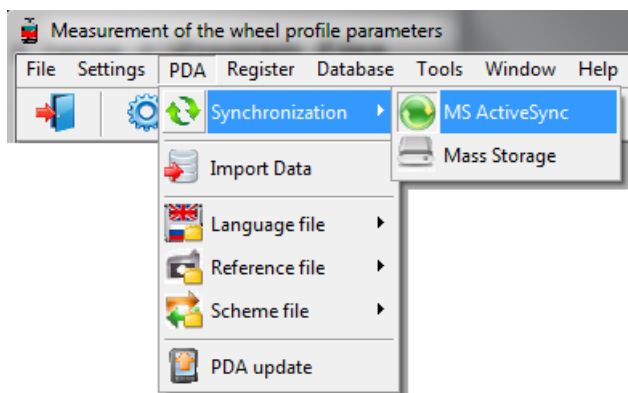 Measurement of the wheel profile parameters
File Settings PDA Register Database Tools Window Help
Synchronization MS ActiveSync
Mass Storage
Import Data
Language file
Reference file
Scheme file
PDA update